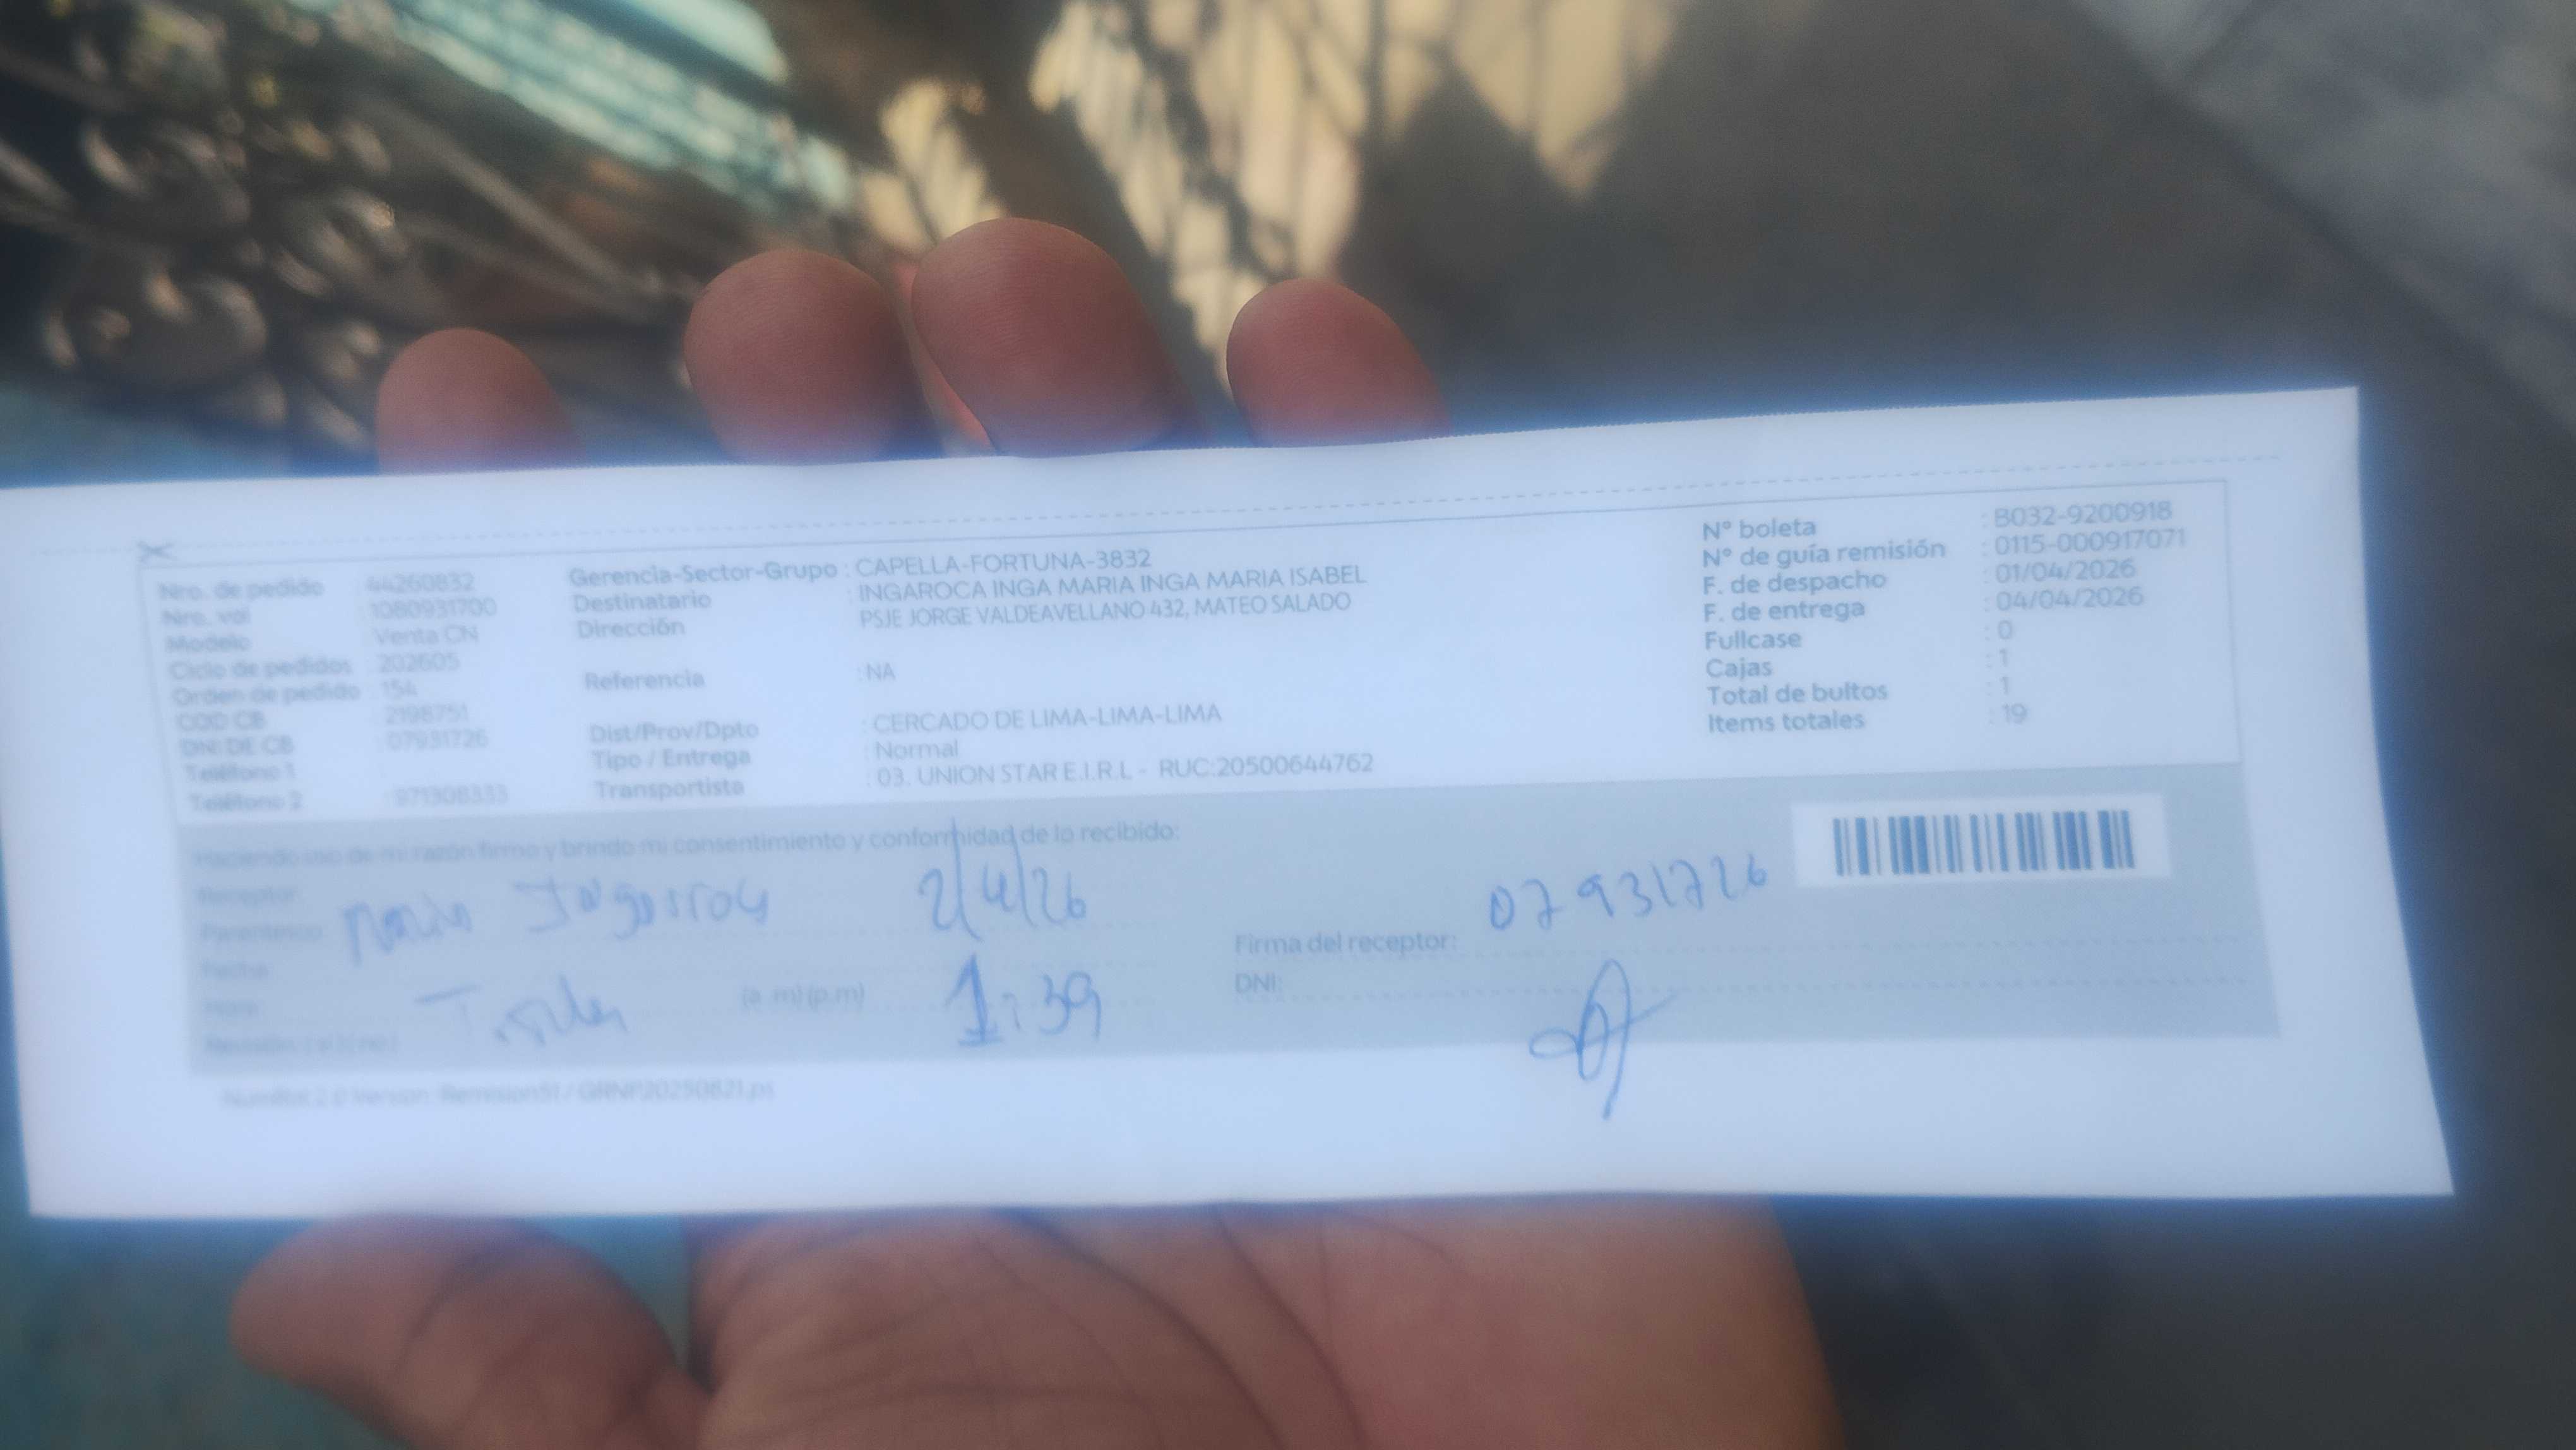 Nro. de pedido : 44260832
Nro. vol : 1080931700
Modelo : Venta CN
Ciclo de pedidos : 202605
Orden de pedido : 154
COD CB : 2198751
DNI DE CB : 07931726
Teléfono 1
Teléfono 2 : 971308333
Gerencia-Sector-Grupo : CAPELLA-FORTUNA-3832
Destinatario : INGAROCA INGA MARIA INGA MARIA ISABEL
Dirección PSJE JORGE VALDEAVELLANO 432, MATEO SALADO
Referencia : NA
Dist/Prov/Dpto : CERCADO DE LIMA-LIMA-LIMA
Tipo / Entrega : Normal
Transportista : 03. UNION STAR E.I.R.L - RUC:20500644762
N° boleta : B032-9200918
N° de guía remisión : 0115-000917071
F. de despacho : 01/04/2026
F. de entrega : 04/04/2026
Fullcase : 0
Cajas : 1
Total de bultos : 1
Items totales : 19
Haciendo uso de mi razón firmo y brindo mi consentimiento y conformidad de lo recibido:
Receptor:
Parentesco: 2/4/26
Fecha:
Hora: (a. m) (p.m) 1:39
Firma del receptor: 07931726
DNI: